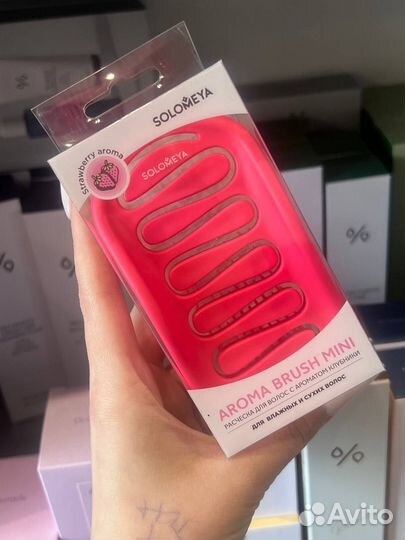 SOLOMEYA
Strawberry aroma
SOLOMEYA
AROMA BRUSH MINI
РАСЧЕСКА ДЛЯ ВОЛОС С АРОМАТОМ КЛУБНИКИ
ДЛЯ ВЛАЖНЫХ И СУХИХ ВОЛОС
%
%
%
Avito